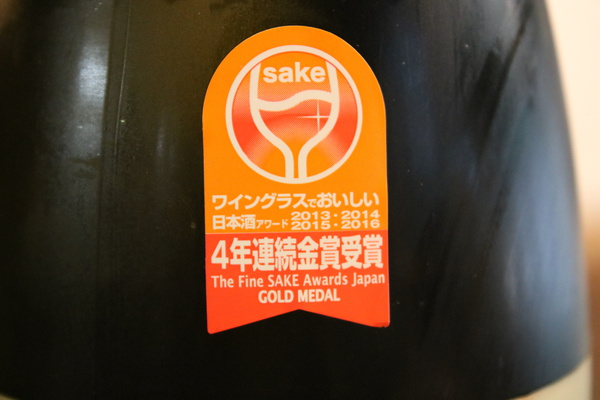 sake
ワイングラスでおいしい
日本酒アワード 2013・2014
2015・2016
4年連続金賞受賞
The Fine SAKE Awards Japan
GOLD MEDAL